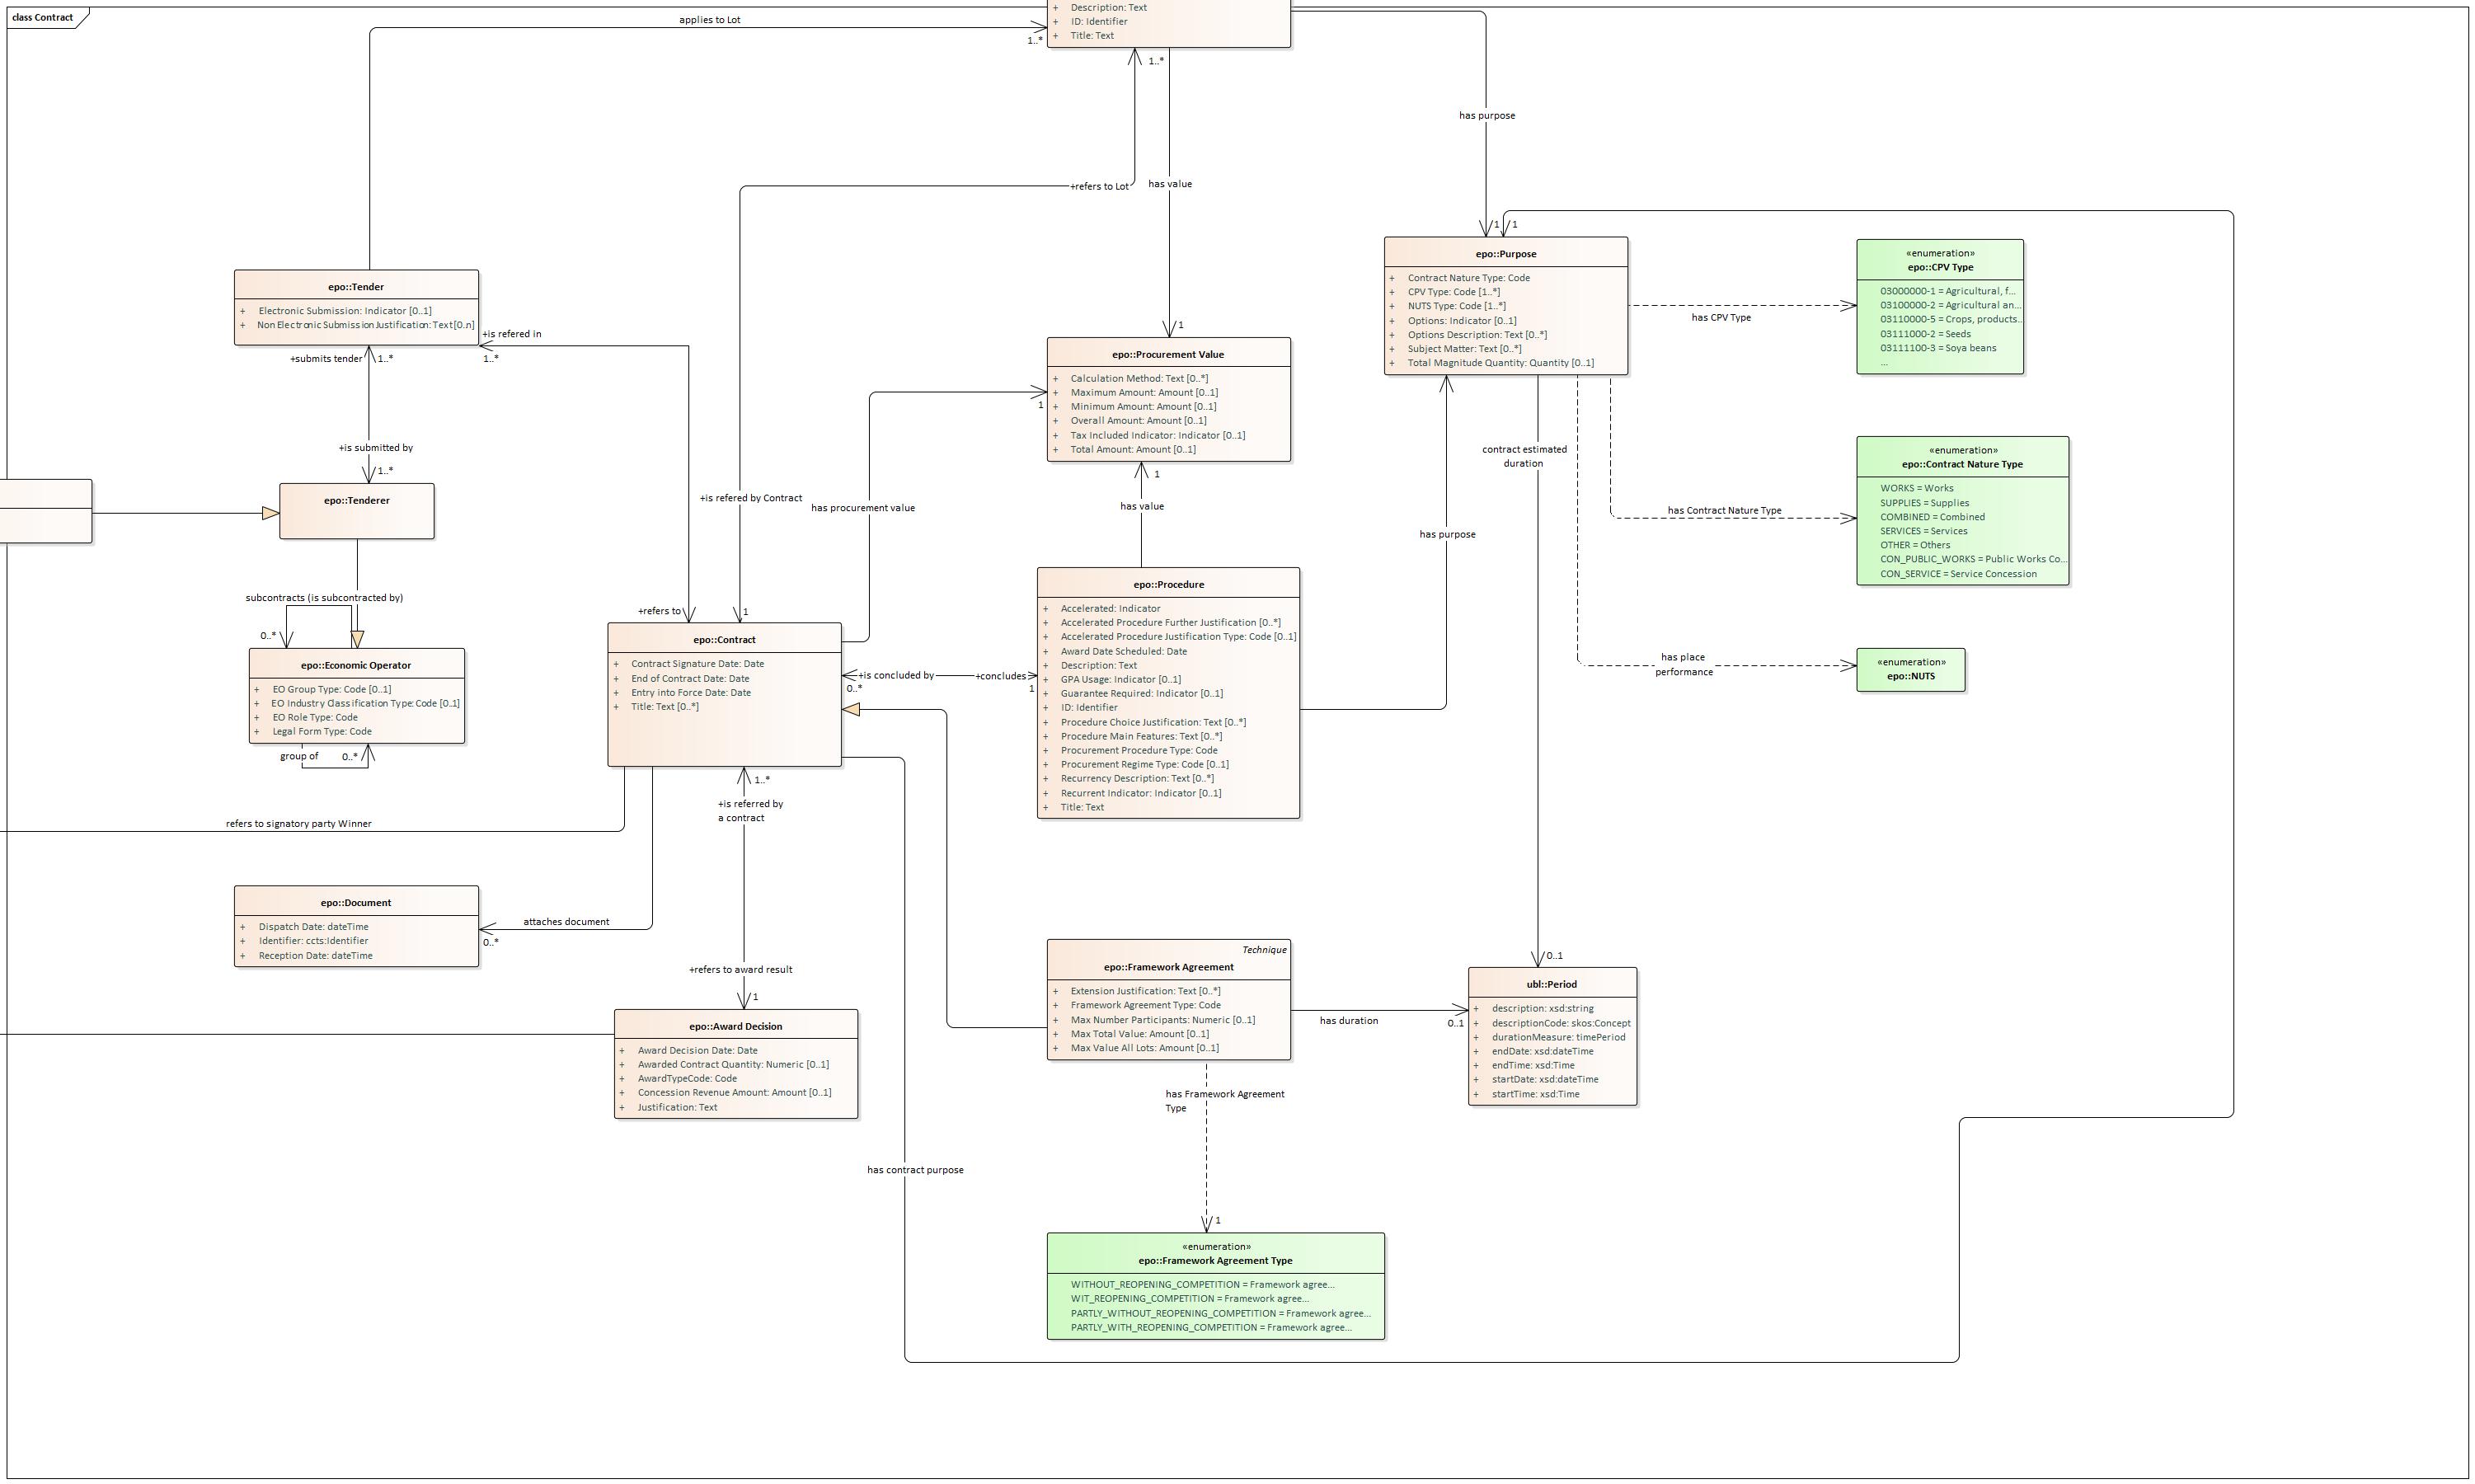 class Contract
+ Description: Text
+ ID: Identifier
+ Title: Text
applies to Lot
1..*
1..*
has purpose
+refers to Lot
has value
1
1
1
epo::Tender
+ Electronic Submission: Indicator [0..1]
+ Non Electronic Submission Justification: Text[0..n]
+is refered in
1..*
+submits tender
1..*
+is submitted by
1..*
epo::Tenderer
subcontracts (is subcontracted by)
0..*
epo::Economic Operator
+ EO Group Type: Code [0..1]
+ EO Industry Classification Type: Code [0..1]
+ EO Role Type: Code
+ Legal Form Type: Code
group of
0..*
epo::Purpose
+ Contract Nature Type: Code
+ CPV Type: Code [1..*]
+ NUTS Type: Code [1..*]
+ Options: Indicator [0..1]
+ Options Description: Text [0..*]
+ Subject Matter: Text [0..*]
+ Total Magnitude Quantity: Quantity [0..1]
has CPV Type
«enumeration»
epo::CPV Type
03000000-1 = Agricultural, f...
03100000-2 = Agricultural an...
03110000-5 = Crops, products...
03111000-2 = Seeds
03111100-3 = Soya beans
...
epo::Procurement Value
+ Calculation Method: Text [0..*]
+ Maximum Amount: Amount [0..1]
+ Minimum Amount: Amount [0..1]
+ Overall Amount: Amount [0..1]
+ Tax Included Indicator: Indicator [0..1]
+ Total Amount: Amount [0..1]
1
1
has value
+is refered by Contract
has procurement value
contract estimated
duration
has purpose
has Contract Nature Type
«enumeration»
epo::Contract Nature Type
WORKS = Works
SUPPLIES = Supplies
COMBINED = Combined
SERVICES = Services
OTHER = Others
CON_PUBLIC_WORKS = Public Works Co...
CON_SERVICE = Service Concession
has place
performance
«enumeration»
epo::NUTS
+refers to
1
epo::Contract
+ Contract Signature Date: Date
+ End of Contract Date: Date
+ Entry into Force Date: Date
+ Title: Text [0..*]
+is concluded by
0..*
+concludes
1
epo::Procedure
+ Accelerated: Indicator
+ Accelerated Procedure Further Justification [0..*]
+ Accelerated Procedure Justification Type: Code [0..1]
+ Award Date Scheduled: Date
+ Description: Text
+ GPA Usage: Indicator [0..1]
+ Guarantee Required: Indicator [0..1]
+ ID: Identifier
+ Procedure Choice Justification: Text [0..*]
+ Procedure Main Features: Text [0..*]
+ Procurement Procedure Type: Code
+ Procurement Regime Type: Code [0..1]
+ Recurrency Description: Text [0..*]
+ Recurrent Indicator: Indicator [0..1]
+ Title: Text
1..*
+is referred by
a contract
refers to signatory party Winner
epo::Document
+ Dispatch Date: dateTime
+ Identifier: ccts:Identifier
+ Reception Date: dateTime
attaches document
0..*
+refers to award result
1
epo::Award Decision
+ Award Decision Date: Date
+ Awarded Contract Quantity: Numeric [0..1]
+ AwardTypeCode: Code
+ Concession Revenue Amount: Amount [0..1]
+ Justification: Text
Technique
epo::Framework Agreement
+ Extension Justification: Text [0..*]
+ Framework Agreement Type: Code
+ Max Number Participants: Numeric [0..1]
+ Max Total Value: Amount [0..1]
+ Max Value All Lots: Amount [0..1]
has duration
0..1
0..1
ubl::Period
+ description: xsd:string
+ descriptionCode: skos:Concept
+ durationMeasure: timePeriod
+ endDate: xsd:dateTime
+ endTime: xsd:Time
+ startDate: xsd:dateTime
+ startTime: xsd:Time
has Framework Agreement
Type
has contract purpose
1
«enumeration»
epo::Framework Agreement Type
WITHOUT_REOPENING_COMPETITION = Framework agree...
WIT_REOPENING_COMPETITION = Framework agree...
PARTLY_WITHOUT_REOPENING_COMPETITION = Framework agree...
PARTLY_WITH_REOPENING_COMPETITION = Framework agree...